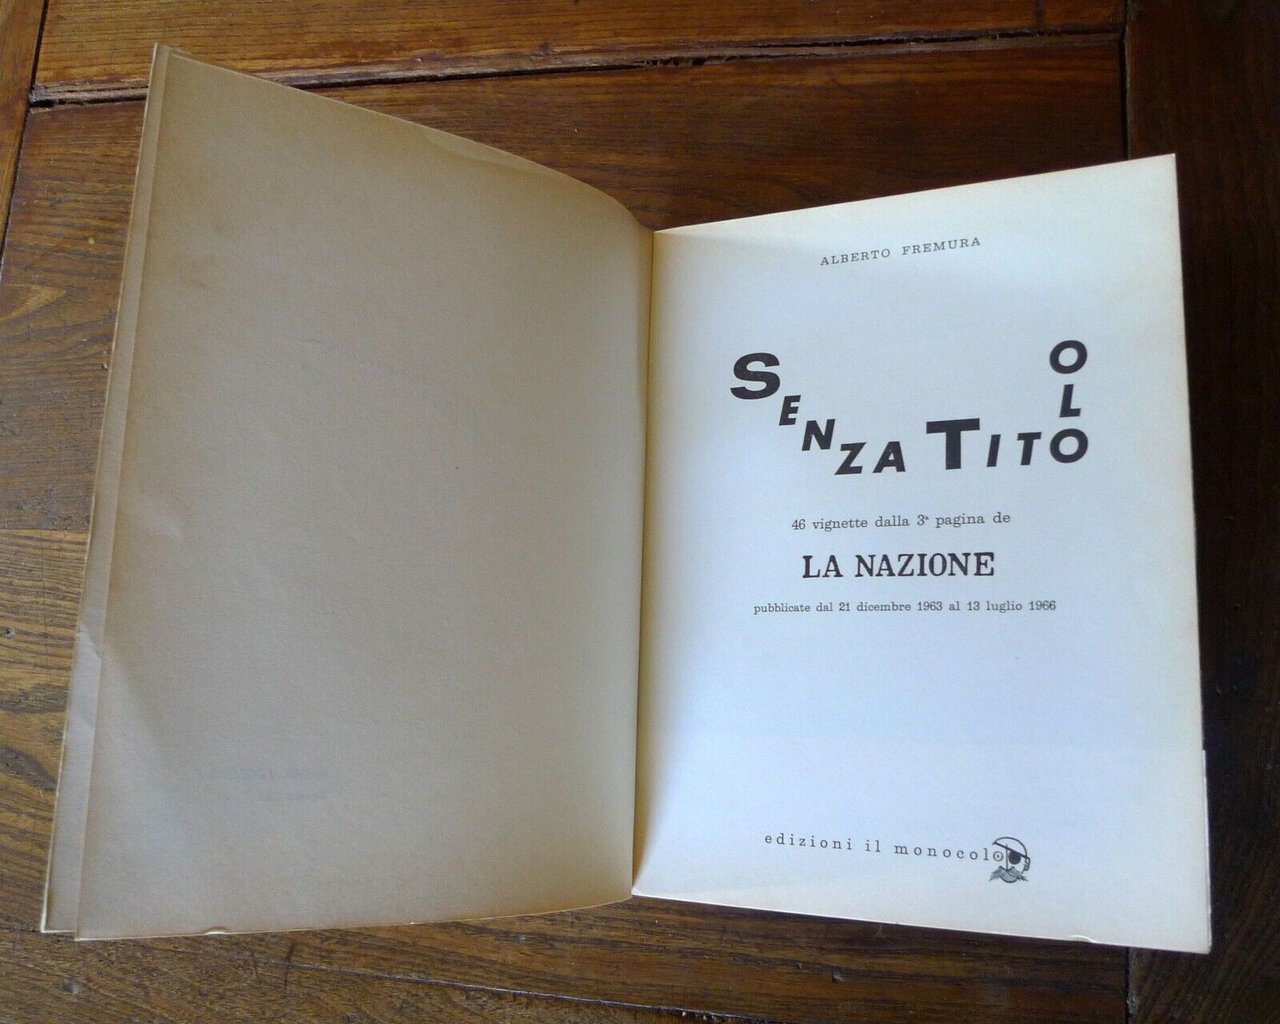 ALBERTO FREMURA
SENZA TITOLO
46 vignette dalla 3ª pagina de
LA NAZIONE
pubblicate dal 21 dicembre 1963 al 13 luglio 1966
edizioni il monocolo